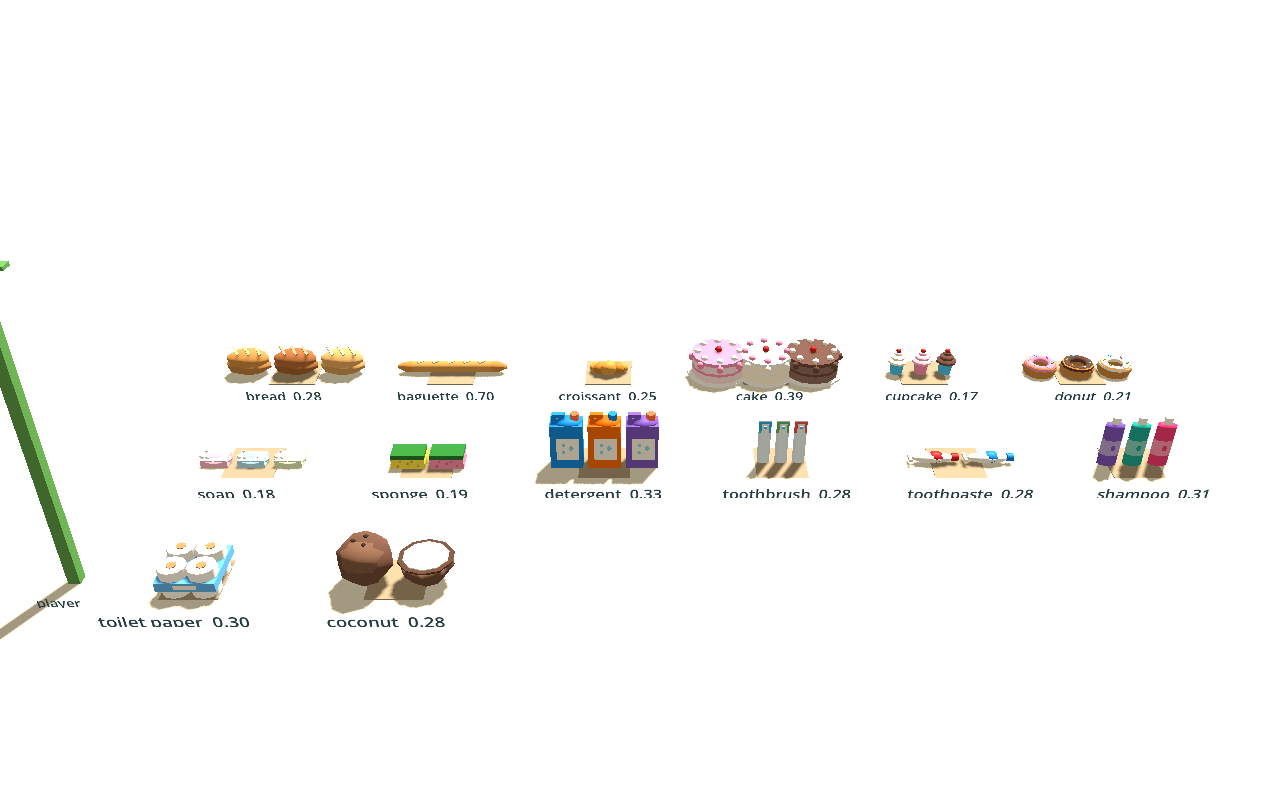 bread 0.28
baguette 0.70
croissant 0.25
cake 0.39
cupcake 0.17
donut 0.21
soap 0.18
sponge 0.19
detergent 0.33
toothbrush 0.28
toothpaste 0.28
shampoo 0.31
player
toilet paper 0.30
coconut 0.28